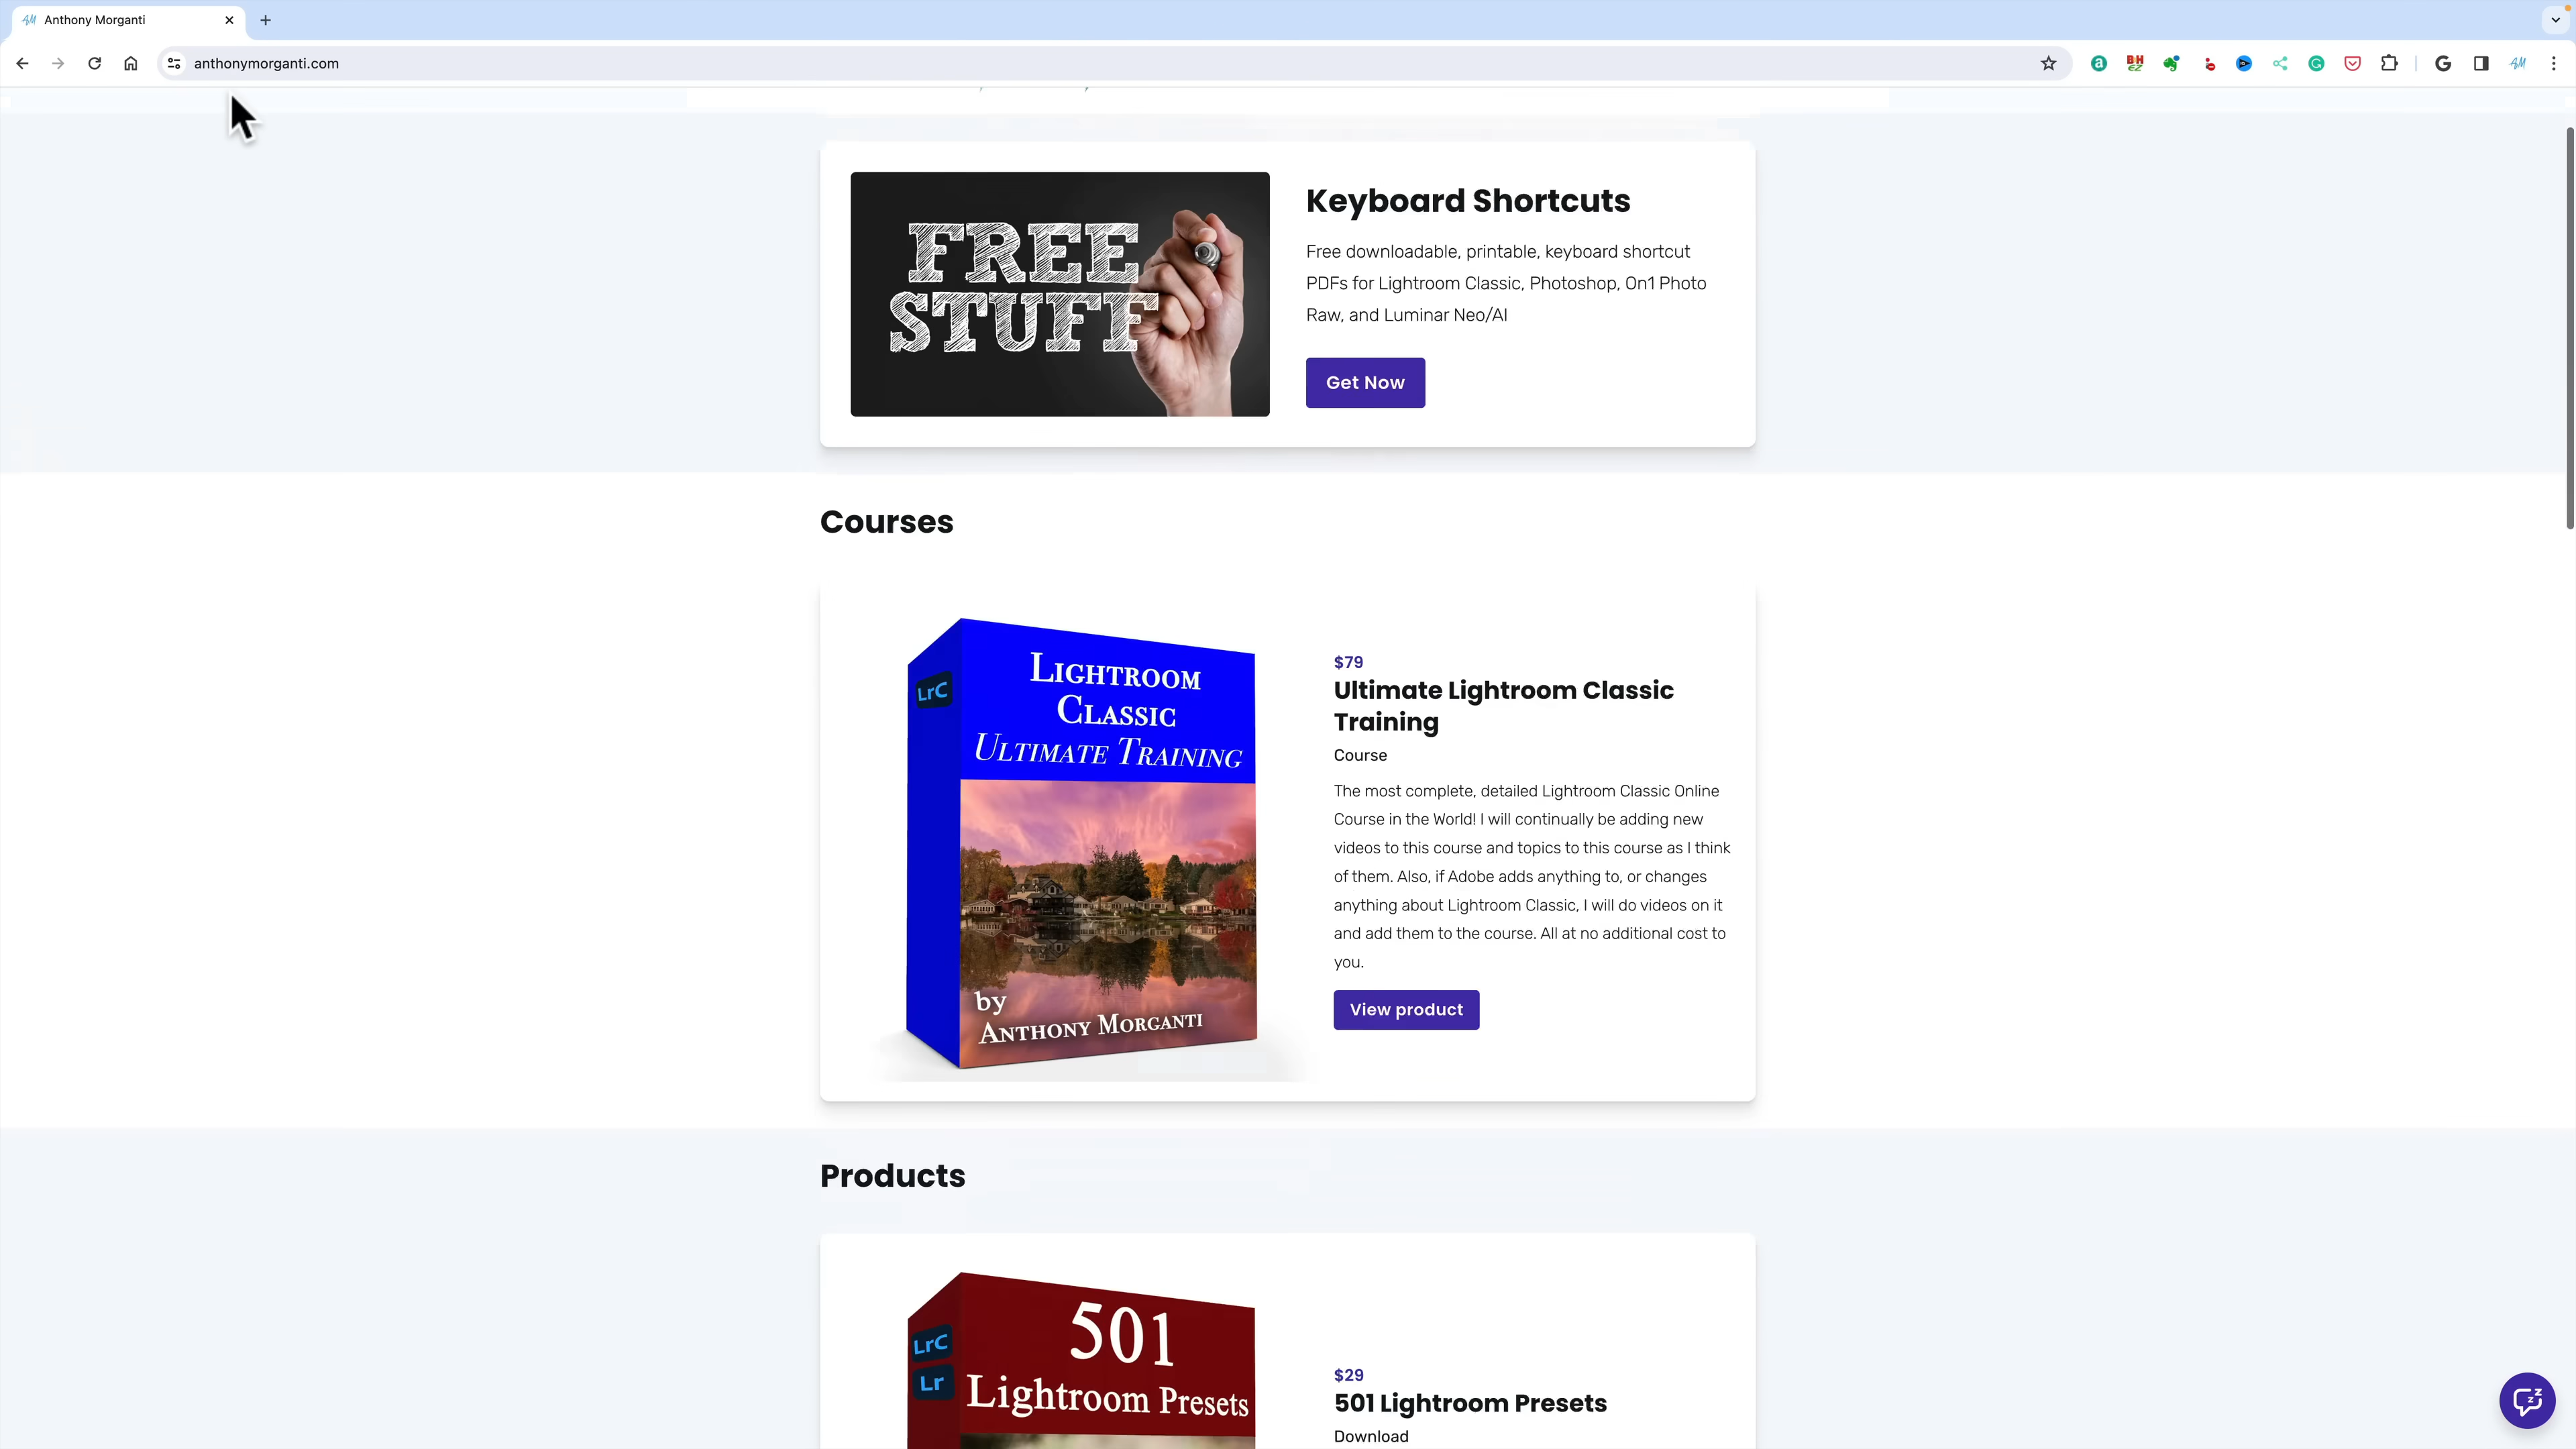 Anthony Morganti
anthonymorganti.com
FREE
STUFF
Keyboard Shortcuts
Free downloadable, printable, keyboard shortcut
PDFs for Lightroom Classic, Photoshop, On1 Photo
Raw, and Luminar Neo/AI
Get Now
Courses
LrC
LIGHTROOM
CLASSIC
ULTIMATE TRAINING
by
ANTHONY MORGANTI
$79
Ultimate Lightroom Classic
Training
Course
The most complete, detailed Lightroom Classic Online
Course in the World! I will continually be adding new
videos to this course and topics to this course as I think
of them. Also, if Adobe adds anything to, or changes
anything about Lightroom Classic, I will do videos on it
and add them to the course. All at no additional cost to
you.
View product
Products
LrC
Lr
501
Lightroom Presets
$29
501 Lightroom Presets
Download